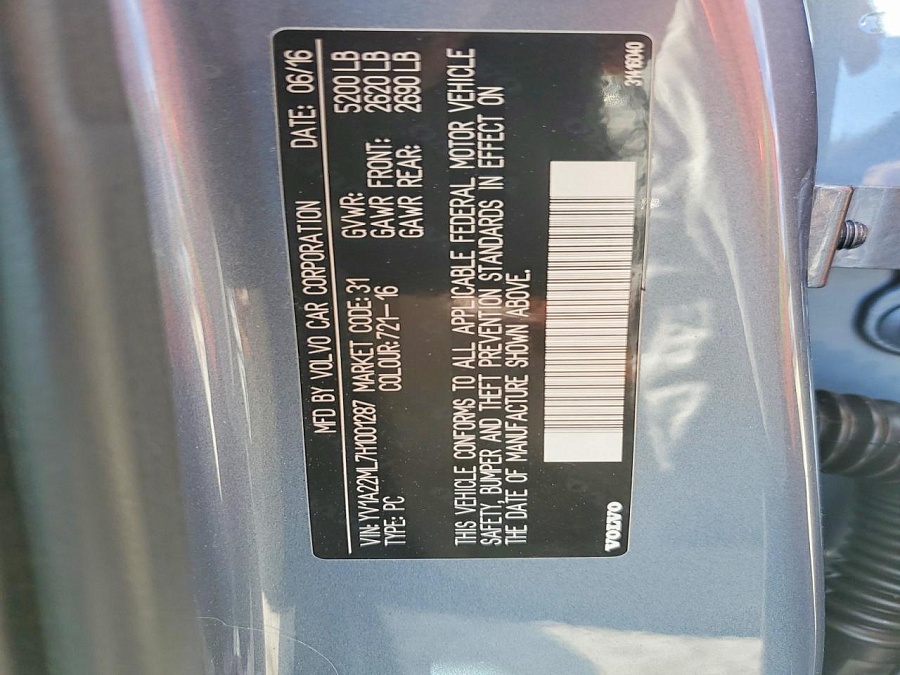 MFD BY VOLVO CAR CORPORATION DATE: 06/16
VIN: YV1A22ML7H1001287 MARKET CODE: 31 GVWR: 5200 LB
TYPE: PC COLOUR: 721-16 GAWR FRONT: 2620 LB
GAWR REAR: 2690 LB
THIS VEHICLE CONFORMS TO ALL APPLICABLE FEDERAL MOTOR VEHICLE
SAFETY, BUMPER AND THEFT PREVENTION STANDARDS IN EFFECT ON
THE DATE OF MANUFACTURE SHOWN ABOVE.
VOLVO 31416040